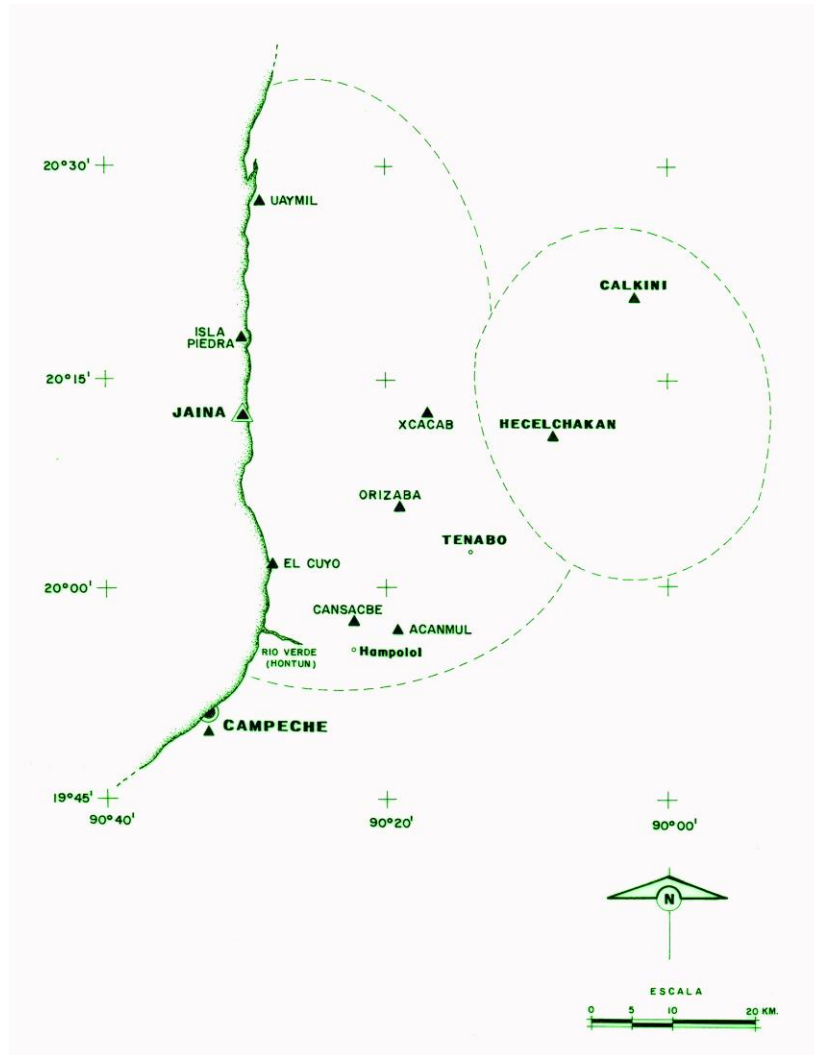 20°30'
UAYMIL
CALKINI
ISLA
PIEDRA
20°15'
JAINA
XCACAB
HECELCHAKAN
ORIZABA
TENABO
EL CUYO
20°00'
CANSACBE
ACANMUL
RIO VERDE
(HONTUN)
Hampolol
CAMPECHE
19°45'
90°40'
90°20'
90°00'
N
ESCALA
0 5 10 20 KM.